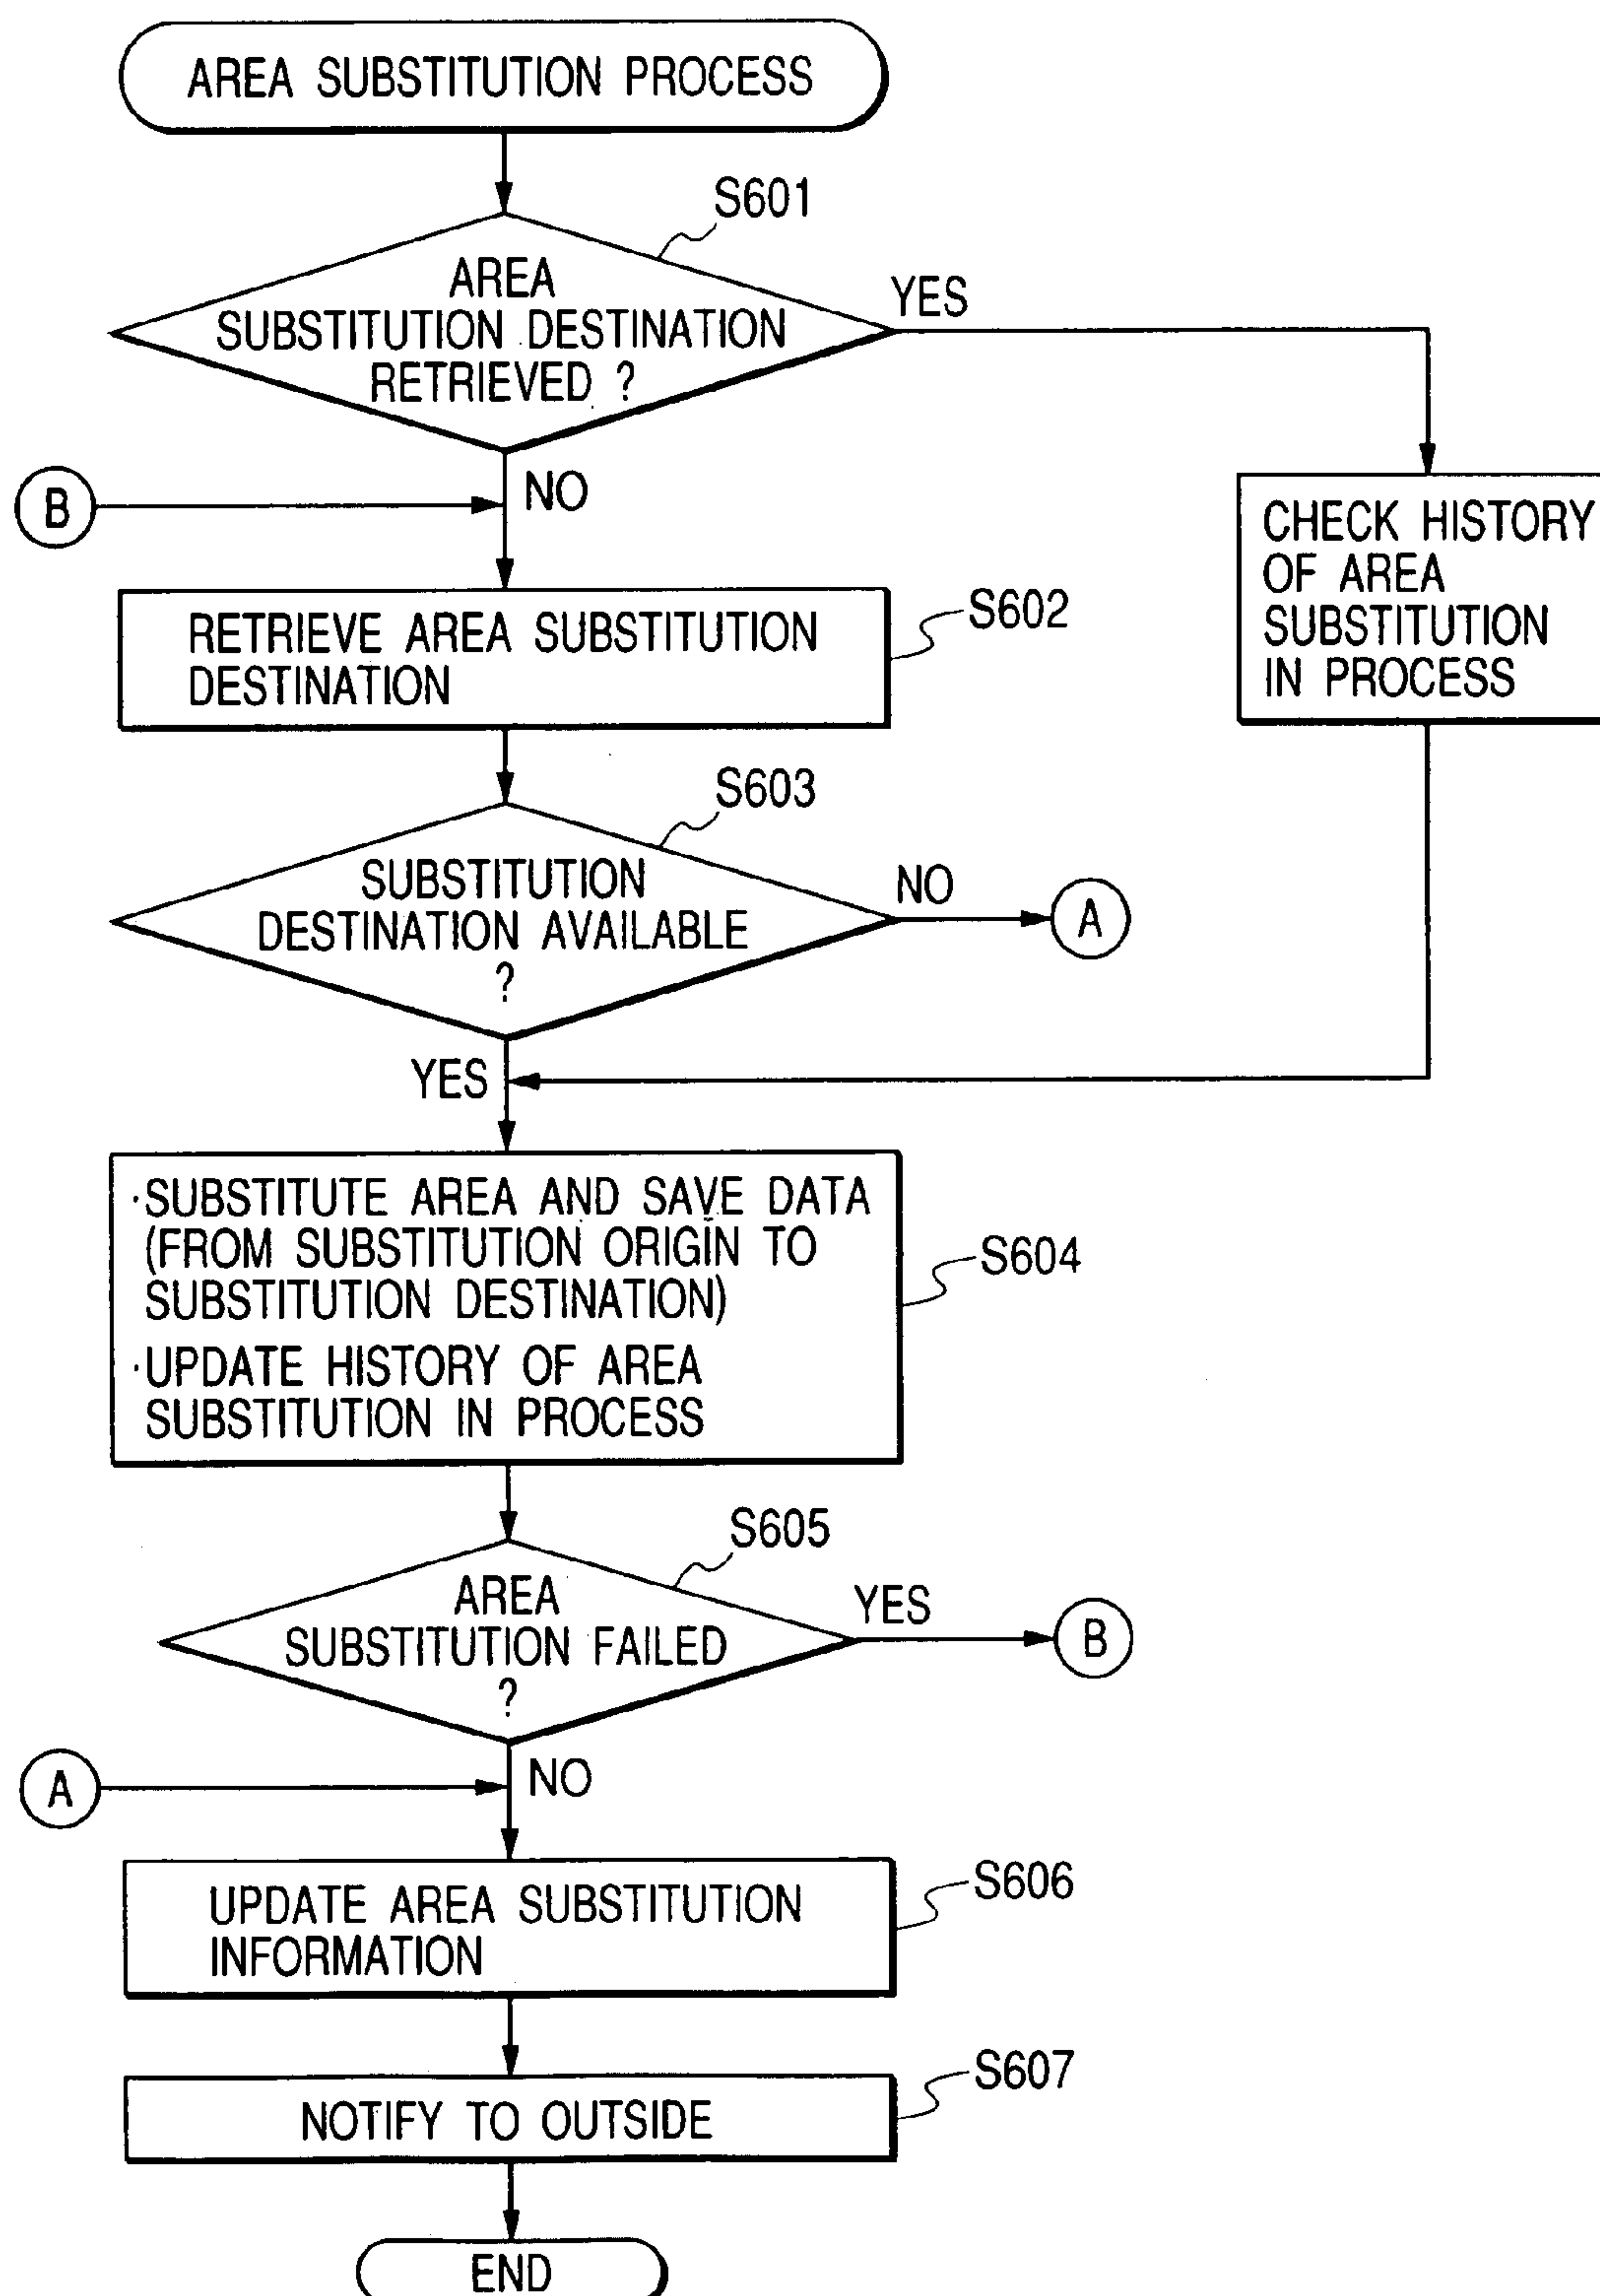 AREA SUBSTITUTION PROCESS
S601
AREA
SUBSTITUTION DESTINATION
RETRIEVED ?
YES
B
NO
CHECK HISTORY
OF AREA
SUBSTITUTION
IN PROCESS
RETRIEVE AREA SUBSTITUTION
DESTINATION
S602
S603
SUBSTITUTION
DESTINATION AVAILABLE
?
NO
A
YES
·SUBSTITUTE AREA AND SAVE DATA
(FROM SUBSTITUTION ORIGIN TO
SUBSTITUTION DESTINATION)
·UPDATE HISTORY OF AREA
SUBSTITUTION IN PROCESS
S604
S605
AREA
SUBSTITUTION FAILED
?
YES
B
A
NO
UPDATE AREA SUBSTITUTION
INFORMATION
S606
NOTIFY TO OUTSIDE
S607
END